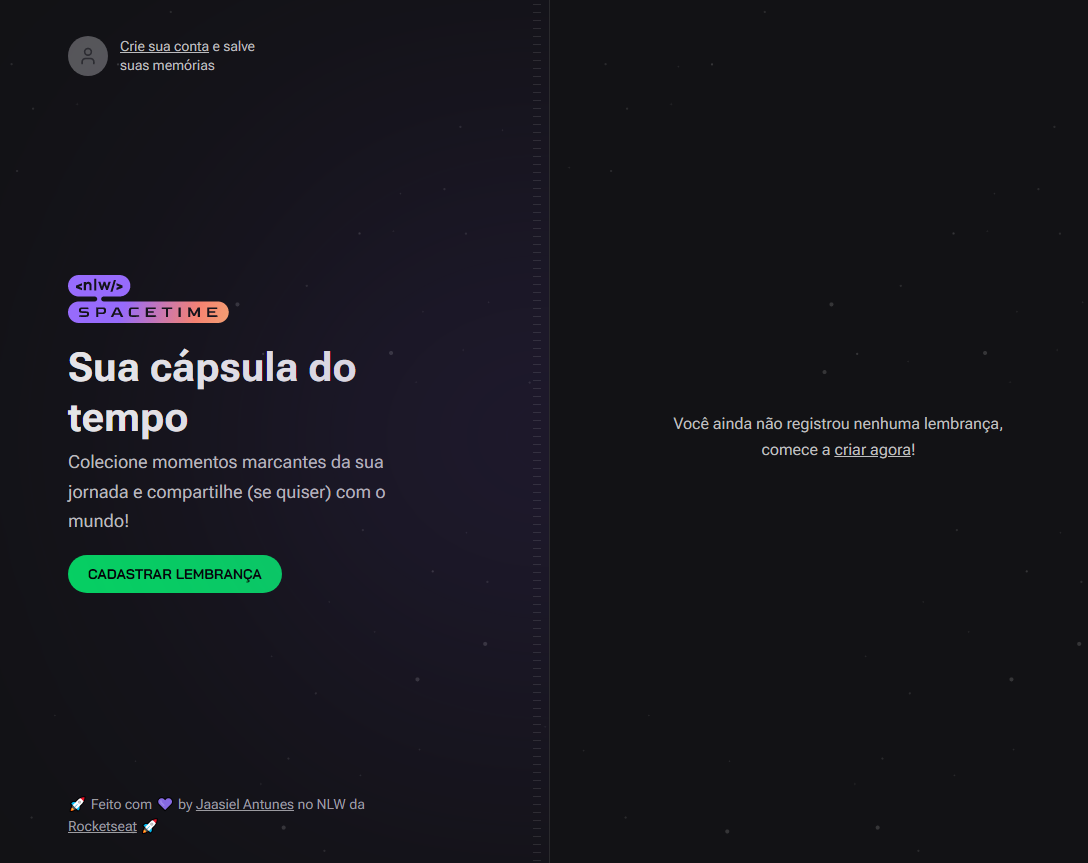 Crie sua conta e salve
suas memórias
<nlw/>
SPACETIME
Sua cápsula do
tempo
Colecione momentos marcantes da sua
jornada e compartilhe (se quiser) com o
mundo!
CADASTRAR LEMBRANÇA
🚀 Feito com 💜 by Jaasiel Antunes no NLW da
Rocketseat 🚀
Você ainda não registrou nenhuma lembrança,
comece a criar agora!